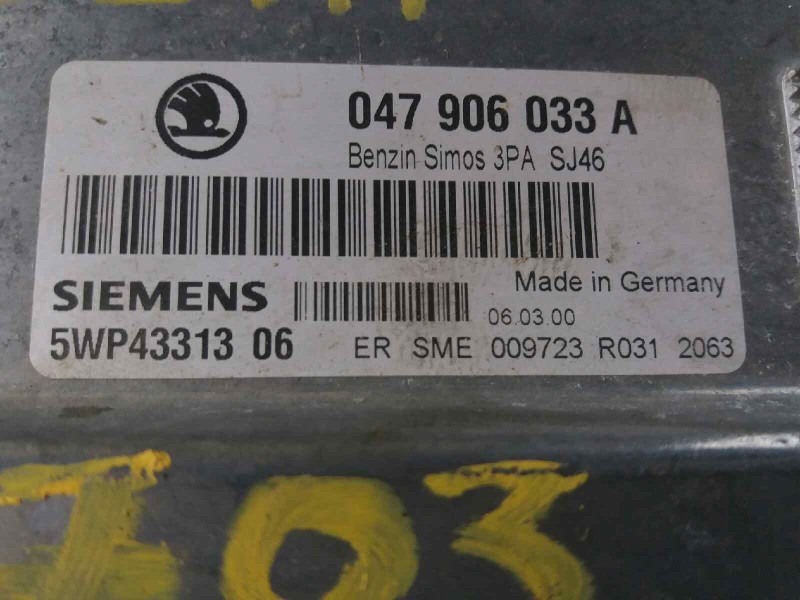 047 906 033 A
Benzin Simos 3PA SJ46
Made in Germany
SIEMENS
06.03.00
5WP43313 06
ER SME 009723 R031 2063
703